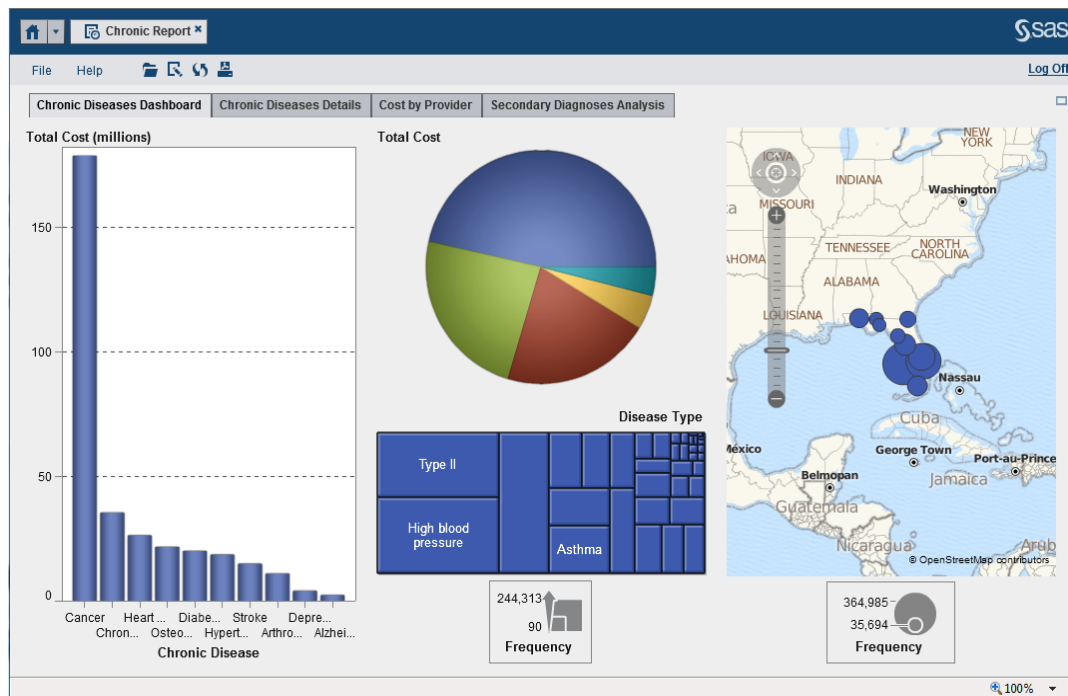 Chronic Report
sas
File Help
Log Off
Chronic Diseases Dashboard Chronic Diseases Details Cost by Provider Secondary Diagnoses Analysis
Total Cost (millions)
150
100
50
0
Cancer Heart ... Diabe... Stroke Depre...
Chron... Osteo... Hypert... Arthro... Alzhei...
Chronic Disease
Total Cost
Disease Type
Type II
High blood
pressure
Asthma
244,313
90
Frequency
NEW
YORK
IOWA
INDIANA
Washington
MISSOURI
TENNESSEE
NORTH
CAROLINA
AHOMA
ALABAMA
LOUISIANA
Nassau
Cuba
México
George Town
Port-au-Prince
Belmopan
Jamaica
Guatemala
Nicaragua
Arub
© OpenStreetMap contributors
364,985
35,694
Frequency
100%